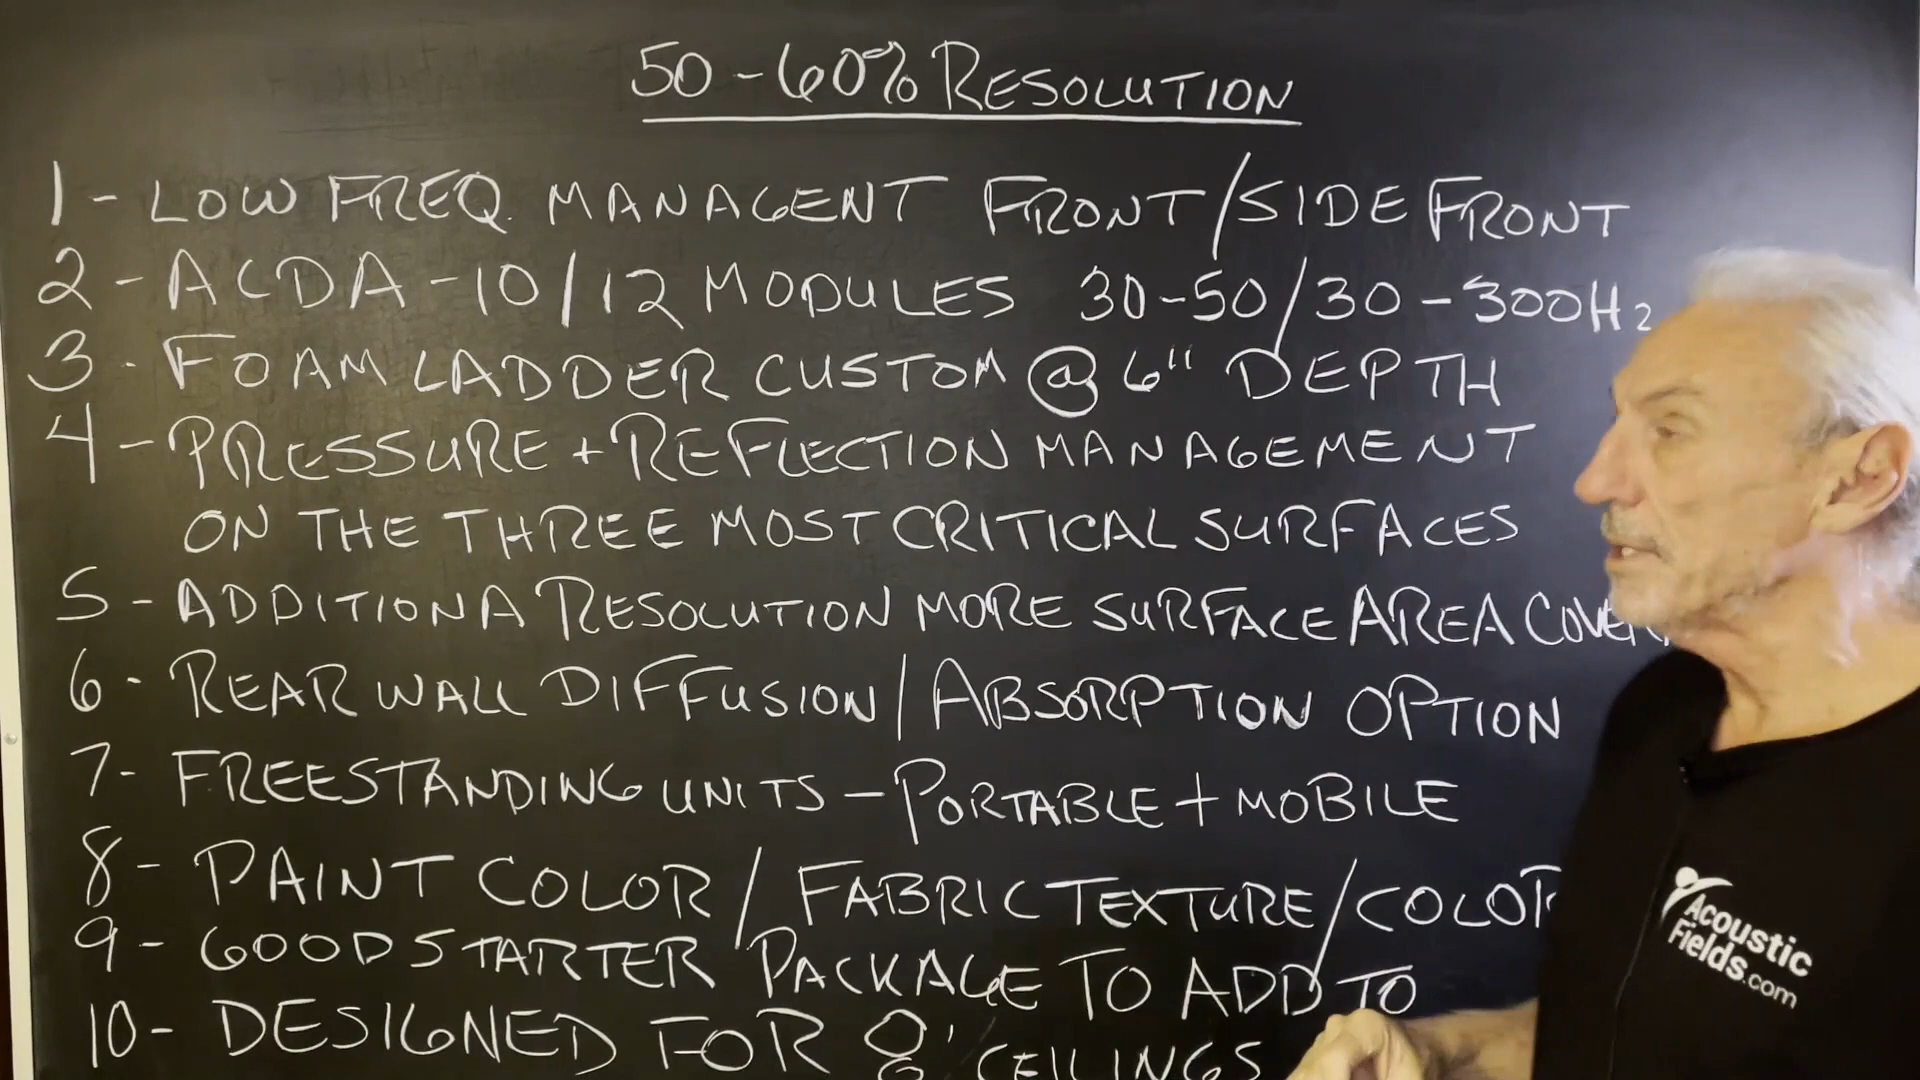 50-60% RESOLUTION
1 - LOW FREQ. MANAGENT FRONT/SIDE FRONT
2 - ACDA-10/12 MODULES 30-50/30-300Hz
3 - FOAM LADDER CUSTOM @ 6" DEPTH
4 - PRESSURE + REFLECTION MANAGEMENT
ON THE THREE MOST CRITICAL SURFACES
5 - ADDITIONA RESOLUTION MORE SURFACE AREA COVER
6 - REAR WALL DIFFUSION/ABSORPTION OPTION
7 - FREESTANDING UNITS - PORTABLE + MOBILE
8 - PAINT COLOR/FABRIC TEXTURE/COLOR
9 - GOOD STARTER PACKAGE TO ADD TO
10 - DESIGNED FOR 8' CEILINGS
Acoustic
Fields.com